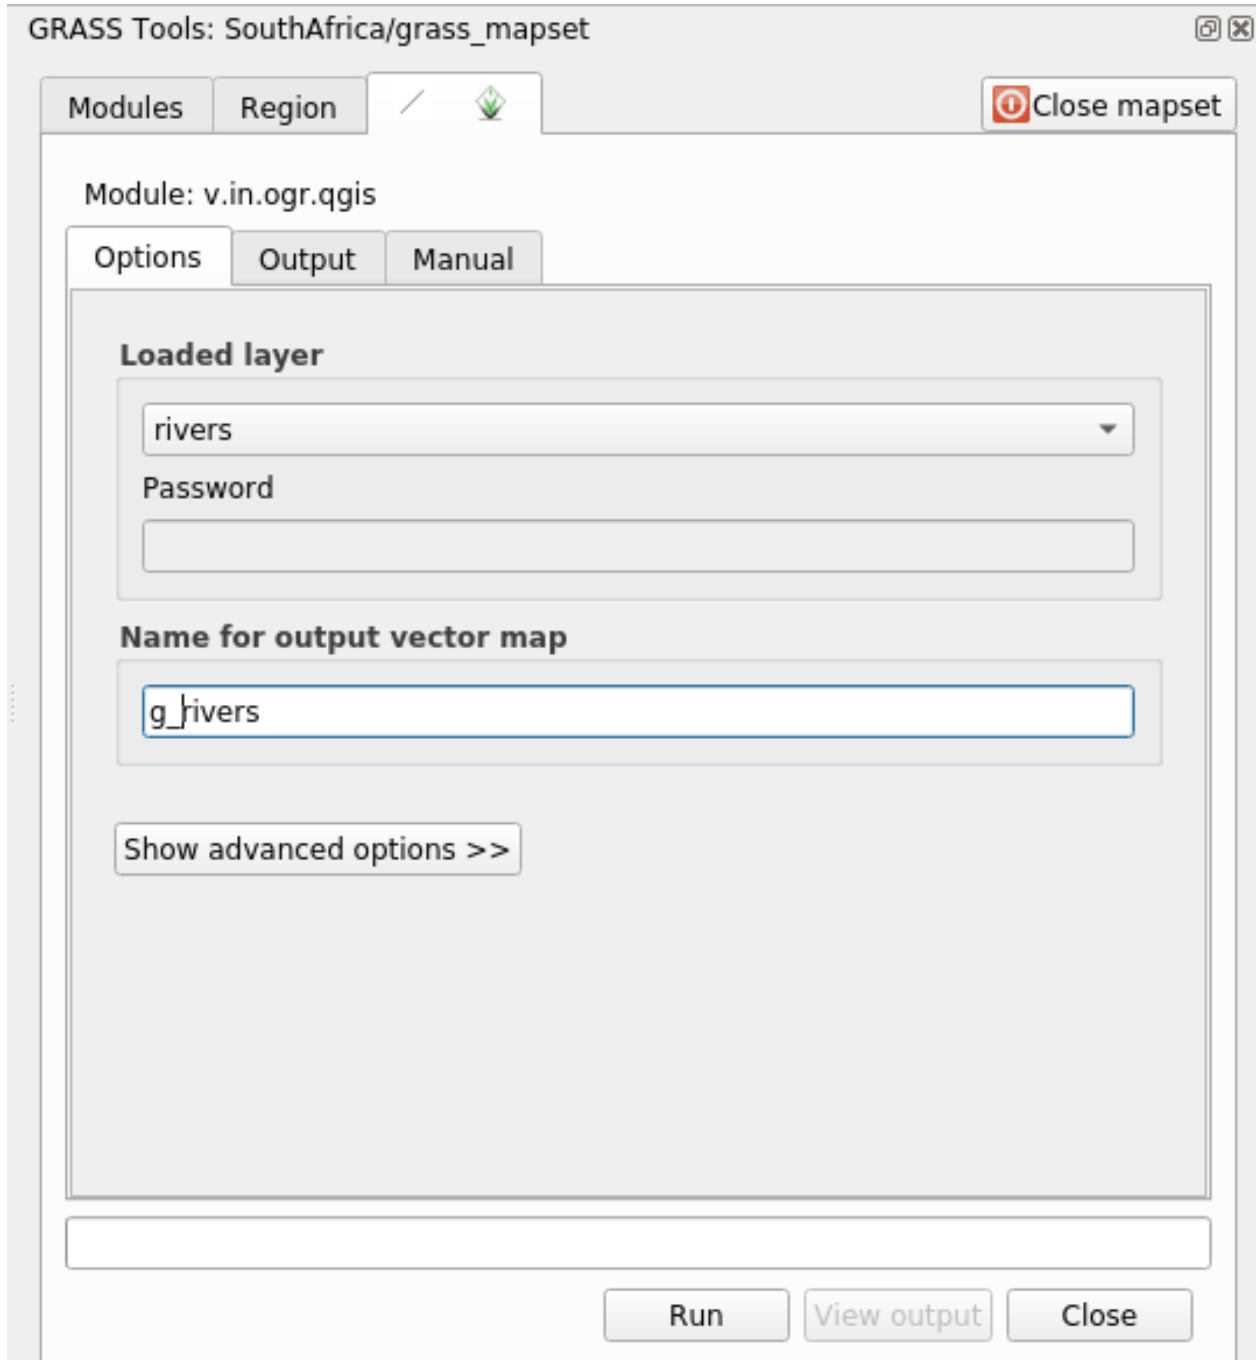 GRASS Tools: SouthAfrica/grass_mapset
Modules Region Close mapset
Module: v.in.ogr.qgis
Options Output Manual
Loaded layer
rivers
Password
Name for output vector map
g_rivers
Show advanced options >>
Run View output Close